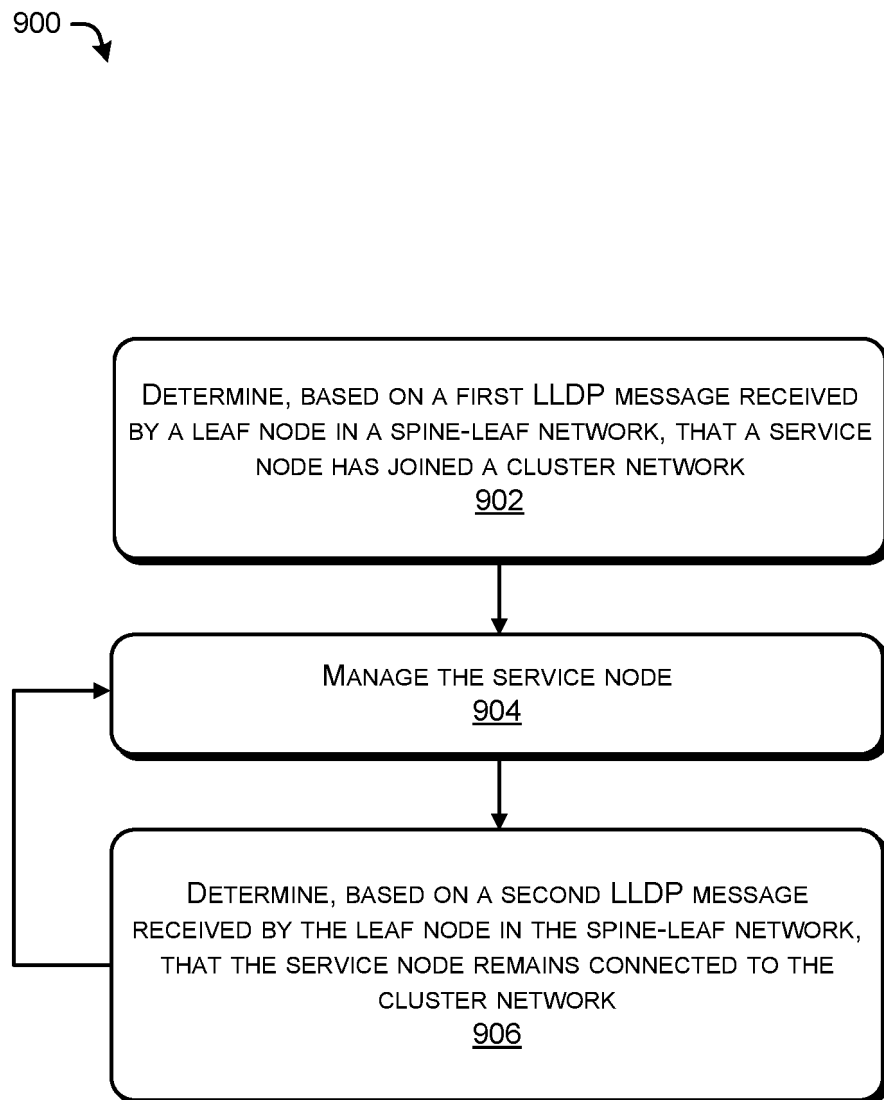 900
DETERMINE, BASED ON A FIRST LLDP MESSAGE RECEIVED
BY A LEAF NODE IN A SPINE-LEAF NETWORK, THAT A SERVICE
NODE HAS JOINED A CLUSTER NETWORK
902
MANAGE THE SERVICE NODE
904
DETERMINE, BASED ON A SECOND LLDP MESSAGE
RECEIVED BY THE LEAF NODE IN THE SPINE-LEAF NETWORK,
THAT THE SERVICE NODE REMAINS CONNECTED TO THE
CLUSTER NETWORK
906